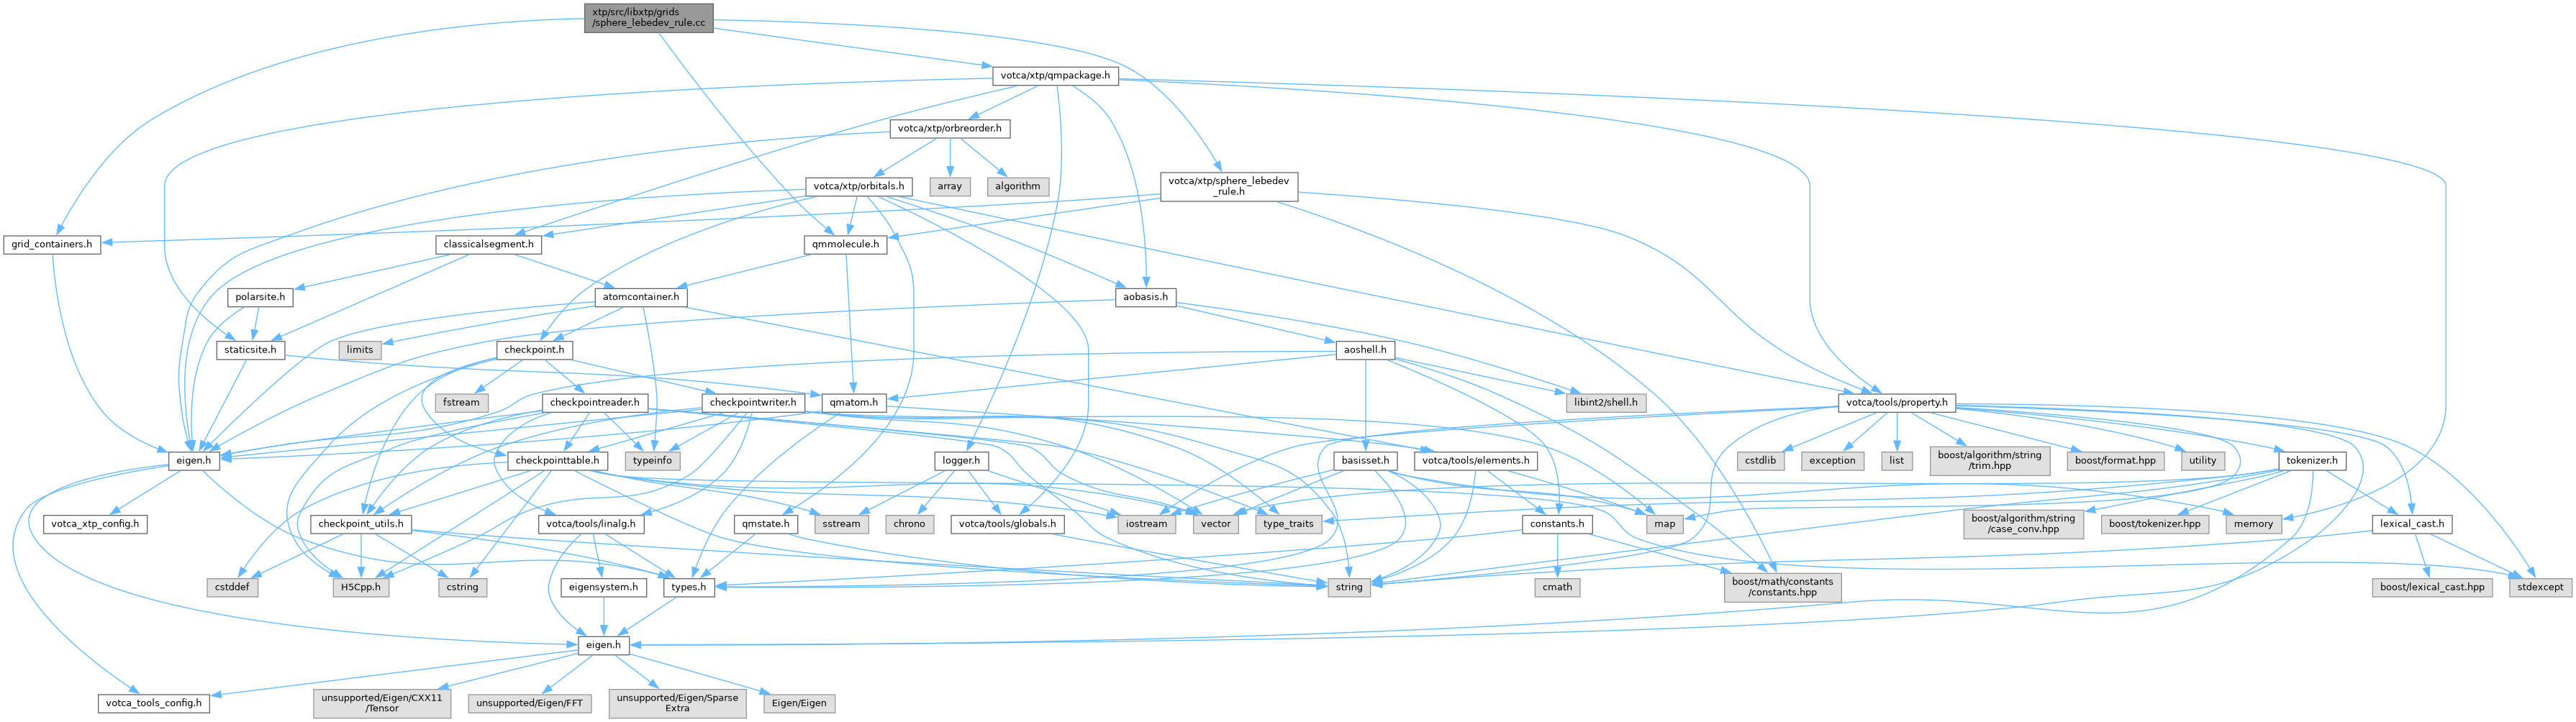 xtp/src/libxtp/grids
/sphere_lebedev_rule.cc
votca/xtp/qmpackage.h
votca/xtp/orbreorder.h
votca/xtp/orbitals.h
array
algorithm
votca/xtp/sphere_lebedev
_rule.h
grid_containers.h
classicalsegment.h
qmmolecule.h
polarsite.h
atomcontainer.h
aobasis.h
staticsite.h
limits
checkpoint.h
aoshell.h
fstream
checkpointreader.h
checkpointwriter.h
qmatom.h
libint2/shell.h
votca/tools/property.h
eigen.h
checkpointtable.h
typeinfo
logger.h
basisset.h
votca/tools/elements.h
cstdlib
exception
list
boost/algorithm/string
/trim.hpp
boost/format.hpp
utility
tokenizer.h
votca_xtp_config.h
checkpoint_utils.h
votca/tools/linalg.h
qmstate.h
sstream
chrono
votca/tools/globals.h
iostream
vector
type_traits
constants.h
map
boost/algorithm/string
/case_conv.hpp
boost/tokenizer.hpp
memory
lexical_cast.h
cstddef
H5Cpp.h
cstring
eigensystem.h
types.h
string
cmath
boost/math/constants
/constants.hpp
boost/lexical_cast.hpp
stdexcept
eigen.h
votca_tools_config.h
unsupported/Eigen/CXX11
/Tensor
unsupported/Eigen/FFT
unsupported/Eigen/Sparse
Extra
Eigen/Eigen